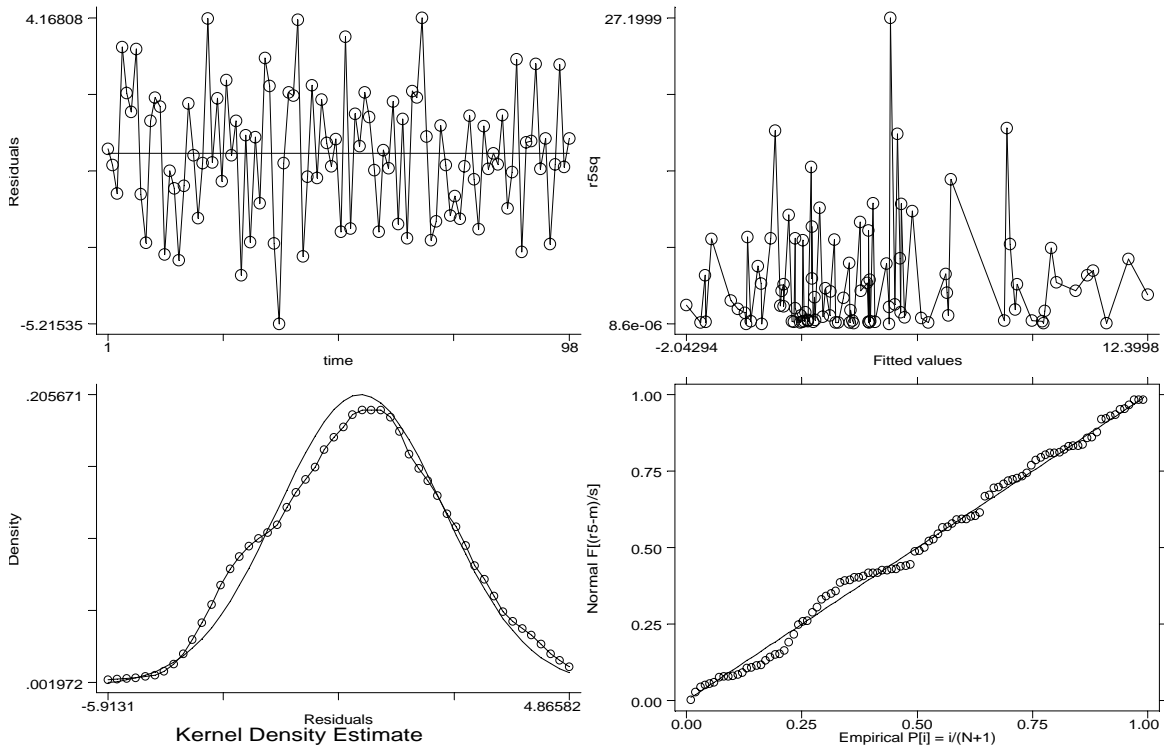 4.16808
Residuals
-5.21535
1
98
time
27.1999
r5sq
8.6e-06
-2.04294
12.3998
Fitted values
.205671
Density
.001972
-5.9131
4.86582
Residuals
Kernel Density Estimate
1.00
0.75
Normal F[(r5-m)/s]
0.50
0.25
0.00
0.00
0.25
0.50
0.75
1.00
Empirical P[i] = i/(N+1)